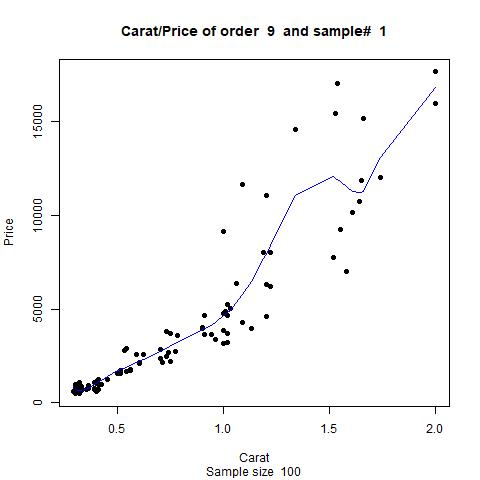 Carat/Price of order  9  and sample#  1
Price
15000
10000
5000
0
0.5 1.0 1.5 2.0
Carat
Sample size  100